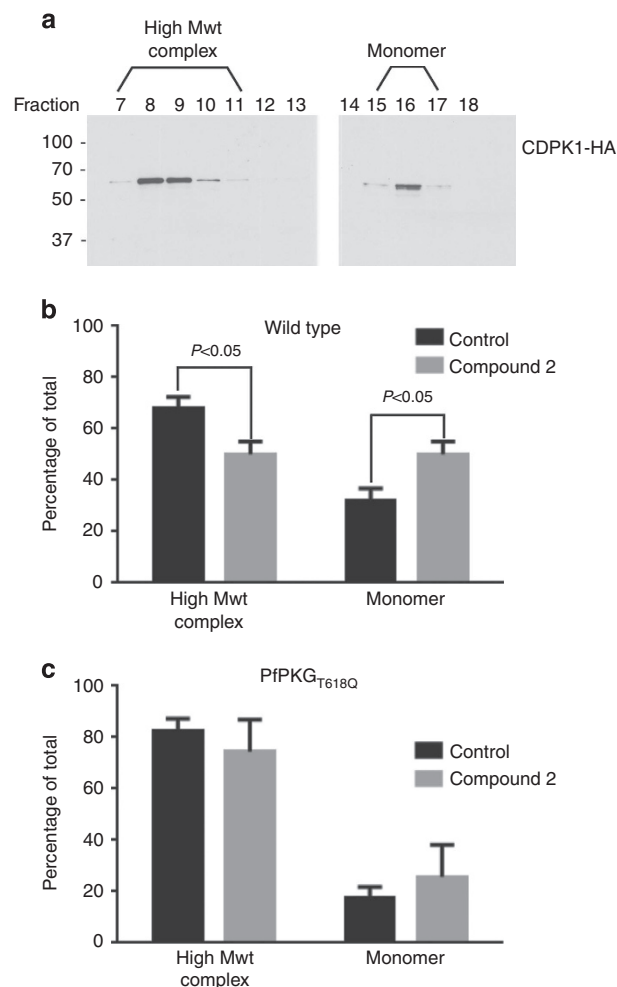 a
High Mwt
complex
Monomer
Fraction 7 8 9 10 11 12 13 14 15 16 17 18
100 -
70 -
50 -
37 -
CDPK1-HA
b
Wild type
Percentage of total
100
80
60
40
20
0
P<0.05
P<0.05
Control
Compound 2
High Mwt
complex
Monomer
c
PfPKGT618Q
Percentage of total
100
80
60
40
20
0
Control
Compound 2
High Mwt
complex
Monomer